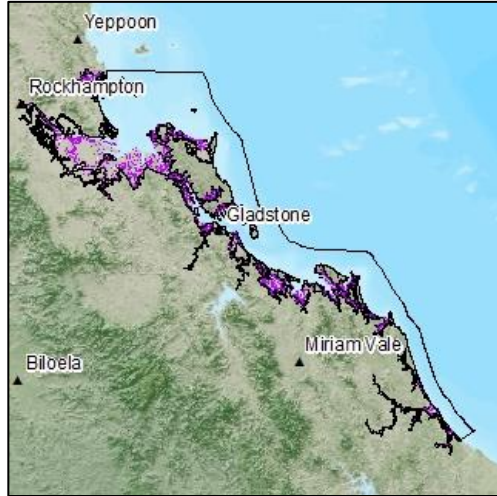 Yeppoon
Rockhampton
Gladstone
Miriam Vale
Biloela